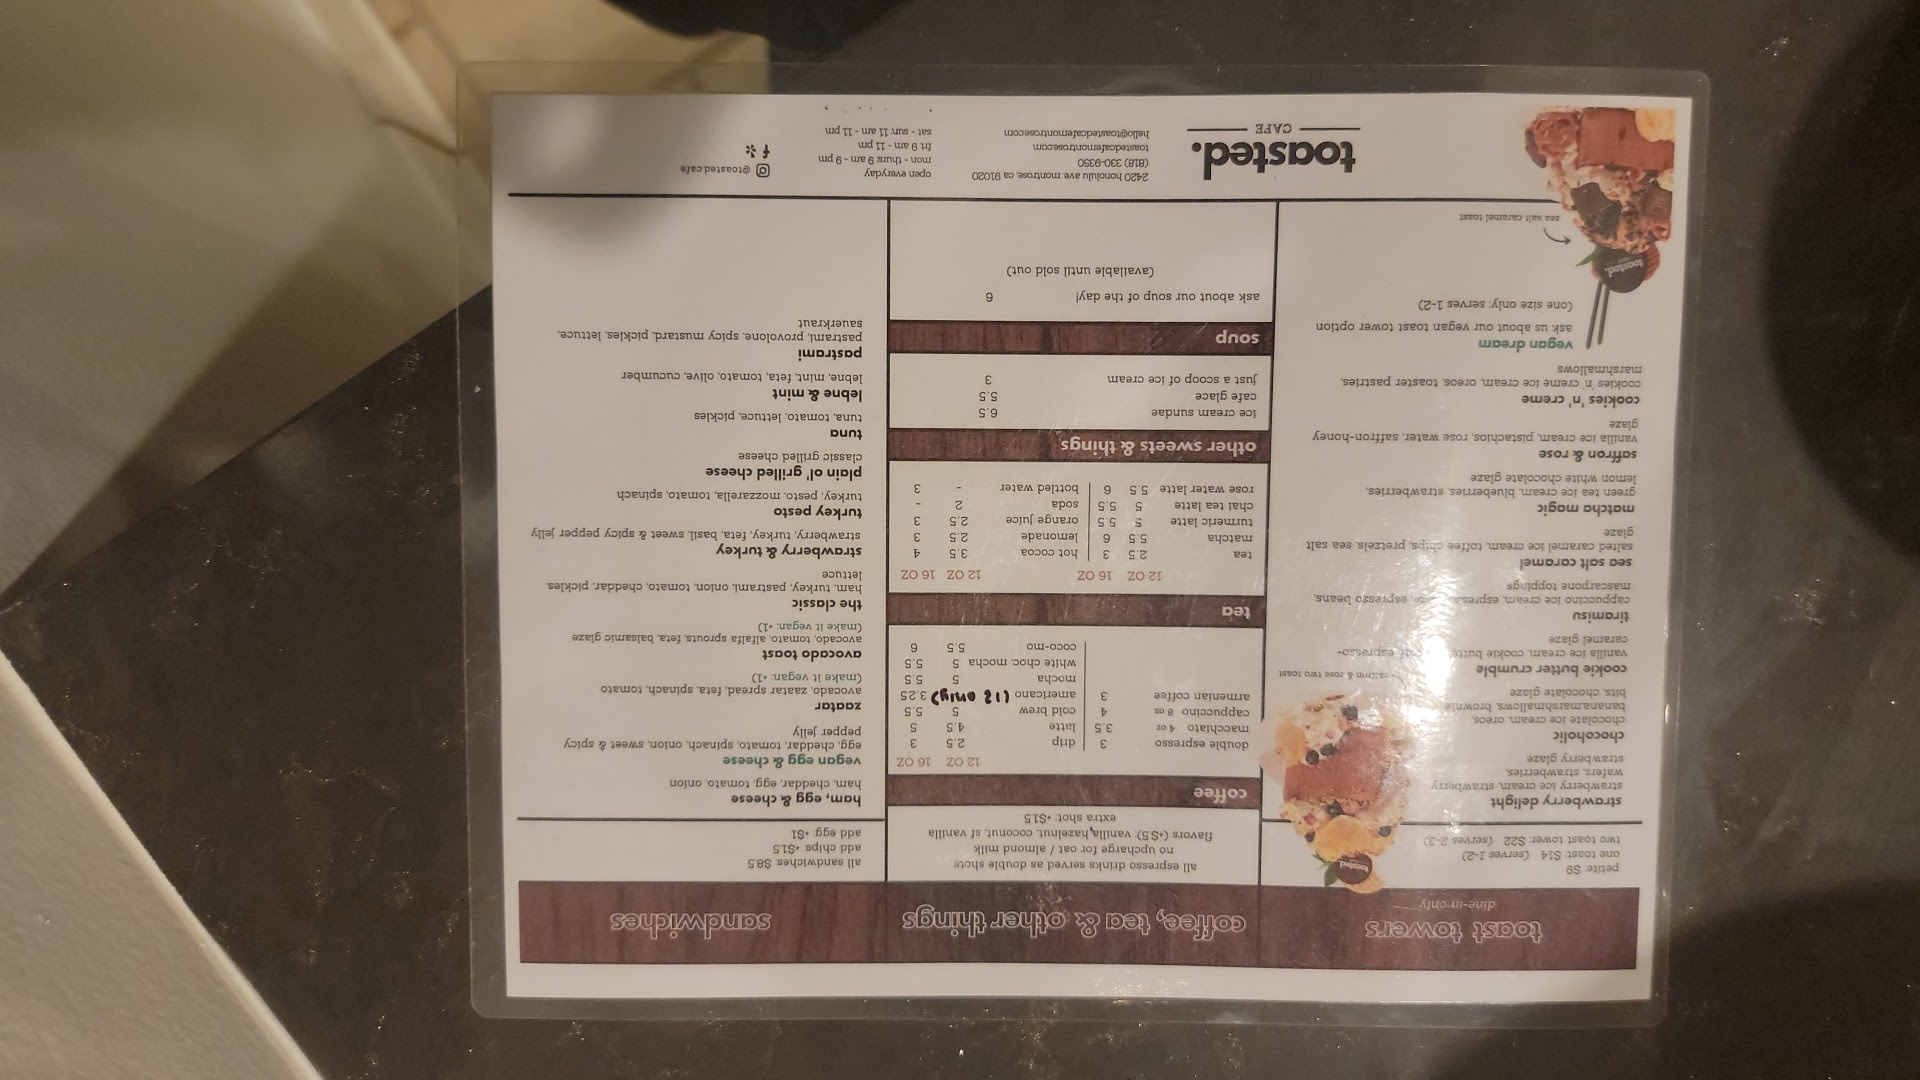 toast towers
dine-in only
petite: $9
one toast: $14 (serves 1-2)
two toast tower: $22 (serves 2-3)
strawberry delight
strawberry ice cream, strawberry
wafers, strawberries,
strawberry glaze
chocoholic
chocolate ice cream, oreos,
banana,marshmallows, brownie
bits, chocolate glaze
cookie butter crumble
vanilla ice cream, cookie butter espresso-
caramel glaze
tiramisu
cappuccino ice cream, espresso espresso beans,
mascarpone toppings
sea salt caramel
salted caramel ice cream, toffee chips, pretzels, sea salt
glaze
matcha magic
green tea ice cream, blueberries, strawberries,
lemon white chocolate glaze
saffron & rose
vanilla ice cream, pistachios, rose water, saffron-honey
glaze
cookies 'n' creme
cookies 'n' creme ice cream, oreos, toaster pastries,
marshmallows
vegan dream
ask us about our vegan toast tower option
(one size only: serves 1-2)
toasted.
saffron & rose two toast
toasted.
sea salt caramel toast
coffee, tea & other things
all espresso drinks served as double shots
no upcharge for oat / almond milk
flavors (+$.5): vanilla, hazelnut, coconut, sf vanilla
extra shot: +$1.5
coffee
12 OZ 16 OZ
double espresso 3 drip 2.5 3
macchiato 4 oz 3.5 latte 4.5 5
cappuccino 8 oz 4 cold brew 5 5.5
armenian coffee 3 americano (12 only) 3.25
mocha 5 5.5
white choc. mocha 5 5.5
coco-mo 5.5 6
tea
12 OZ 16 OZ 12 OZ 16 OZ
tea 2.5 3 hot cocoa 3.5 4
matcha 5.5 6 lemonade 2.5 3
turmeric latte 5 5.5 orange juice 2.5 3
chai tea latte 5 5.5 soda 2 -
rose water latte 5.5 6 bottled water - 3
other sweets & things
ice cream sundae 6.5
cafe glace 5.5
just a scoop of ice cream 3
soup
ask about our soup of the day! 6
(available until sold out)
sandwiches
all sandwiches: $8.5
add chips: +$1.5
add egg: +$1
ham, egg & cheese
ham, cheddar, egg, tomato, onion
vegan egg & cheese
egg, cheddar, tomato, spinach, onion, sweet & spicy
pepper jelly
zaatar
avocado, zaatar spread, feta, spinach, tomato
(make it vegan: +1)
avocado toast
avocado, tomato, alfalfa sprouts, feta, balsamic glaze
(make it vegan: +1)
the classic
ham, turkey, pastrami, onion, tomato, cheddar, pickles,
lettuce
strawberry & turkey
strawberry, turkey, feta, basil, sweet & spicy pepper jelly
turkey pesto
turkey, pesto, mozzarella, tomato, spinach
plain ol' grilled cheese
classic grilled cheese
tuna
tuna, tomato, lettuce, pickles
lebne & mint
lebne, mint, feta, tomato, olive, cucumber
pastrami
pastrami, provolone, spicy mustard, pickles, lettuce,
sauerkraut
toasted.
CAFE
2420 honolulu ave, montrose, ca 91020
(818) 330-9350
toastedcafemontrose.com
hello@toastedcafemontrose.com
open everyday
mon - thurs 9 am - 9 pm
fri 9 am - 11 pm
sat - sun 11 am - 11 pm
@toasted.cafe